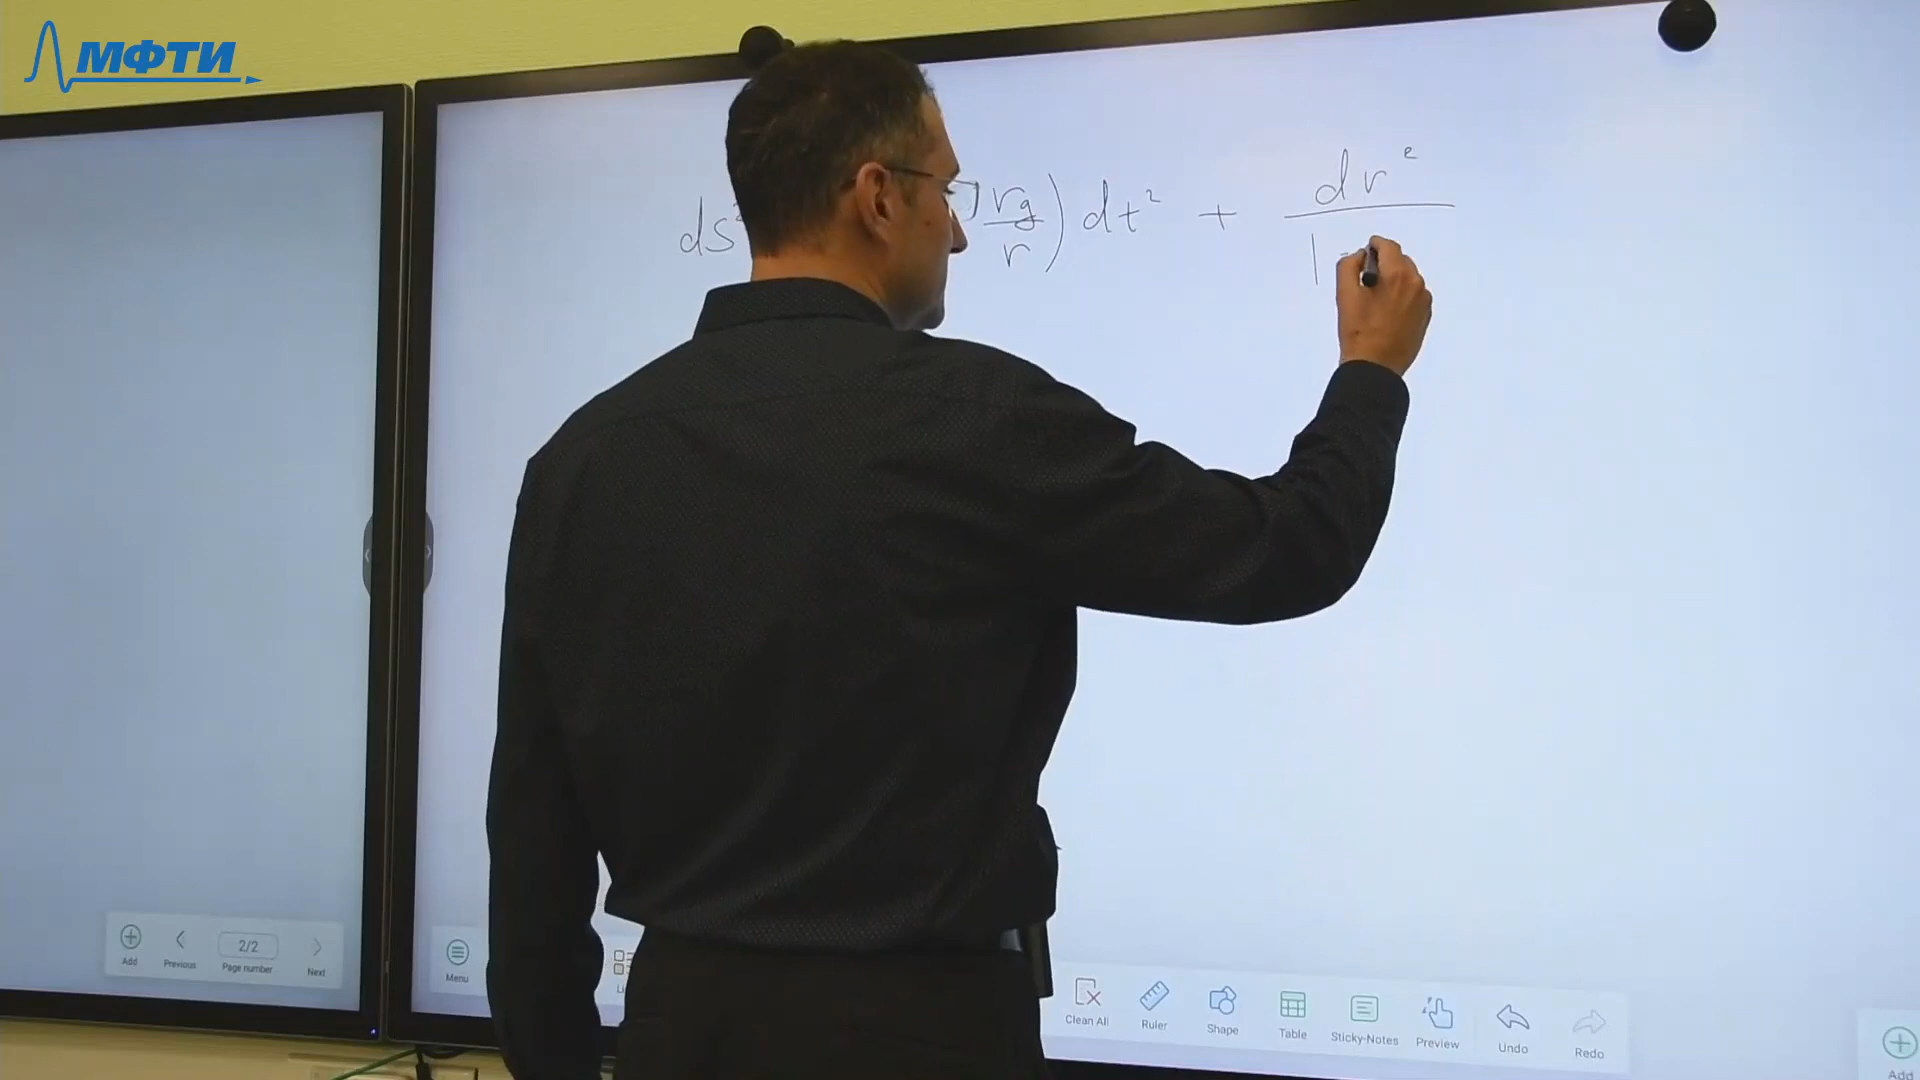 МФТИ
ds² rg/r) dt² + dr²/1 -
Add Previous 2/2 Page number Next
Menu Clean All Ruler Shape Table Sticky-Notes Preview Undo Redo Add